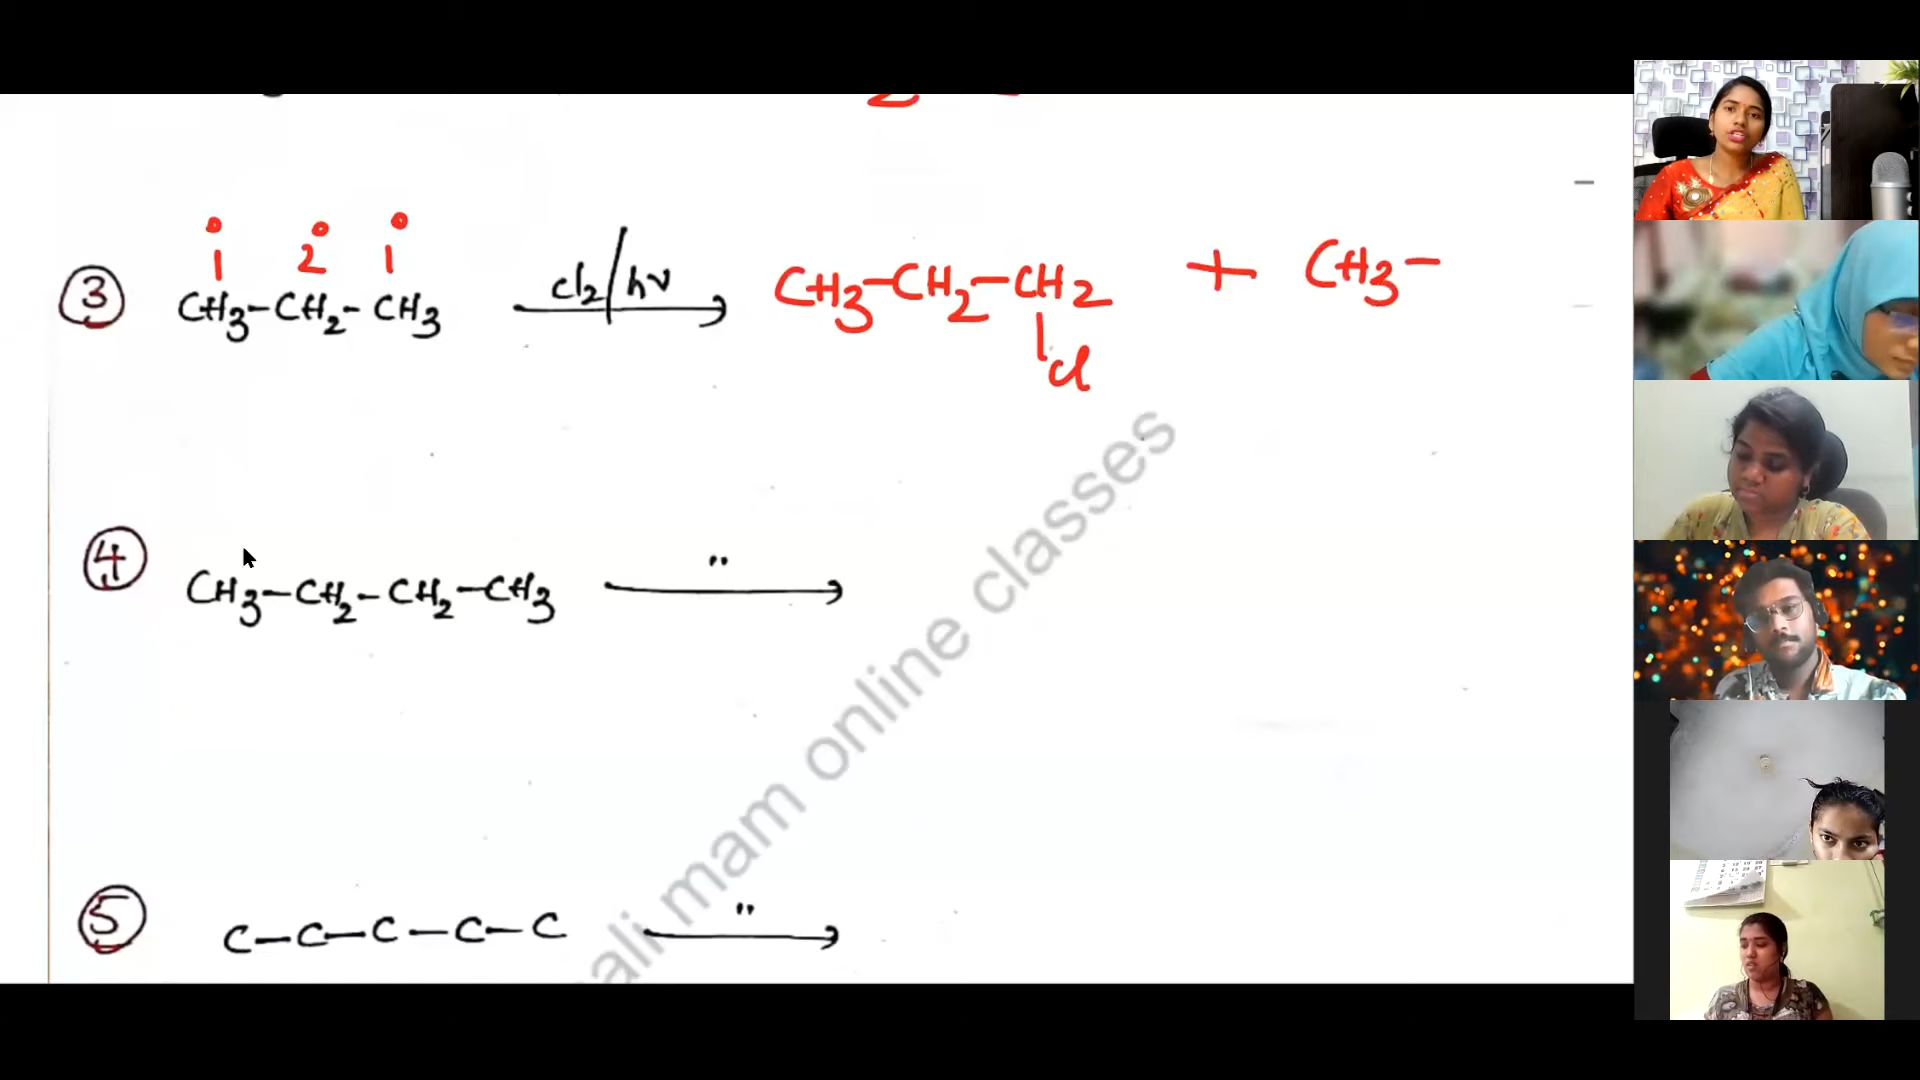 1° 2° 1°
③ CH3-CH2-CH3 Cl2/hν → CH3-CH2-CH2 + CH3-
|
Cl
④ CH3-CH2-CH2-CH3 " →
⑤ C-C-C-C-C " →
ali mam online classes